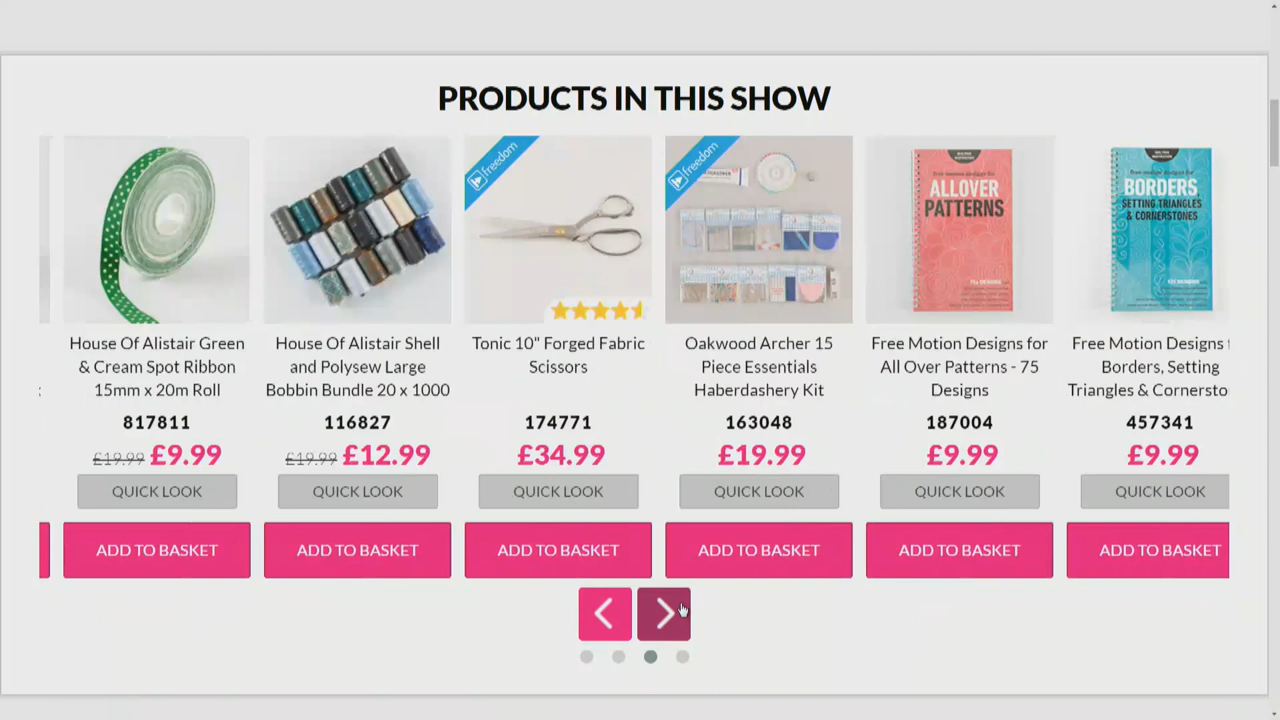 PRODUCTS IN THIS SHOW
freedom
freedom
ALLOVER
PATTERNS
BORDERS
SETTING TRIANGLES
& CORNERSTONES
House Of Alistair Green
& Cream Spot Ribbon
15mm x 20m Roll
817811
£19.99 £9.99
QUICK LOOK
ADD TO BASKET
House Of Alistair Shell
and Polysew Large
Bobbin Bundle 20 x 1000
116827
£19.99 £12.99
QUICK LOOK
ADD TO BASKET
Tonic 10" Forged Fabric
Scissors
174771
£34.99
QUICK LOOK
ADD TO BASKET
Oakwood Archer 15
Piece Essentials
Haberdashery Kit
163048
£19.99
QUICK LOOK
ADD TO BASKET
Free Motion Designs for
All Over Patterns - 75
Designs
187004
£9.99
QUICK LOOK
ADD TO BASKET
Free Motion Designs
Borders, Setting
Triangles & Cornersto
457341
£9.99
QUICK LOOK
ADD TO BASKET